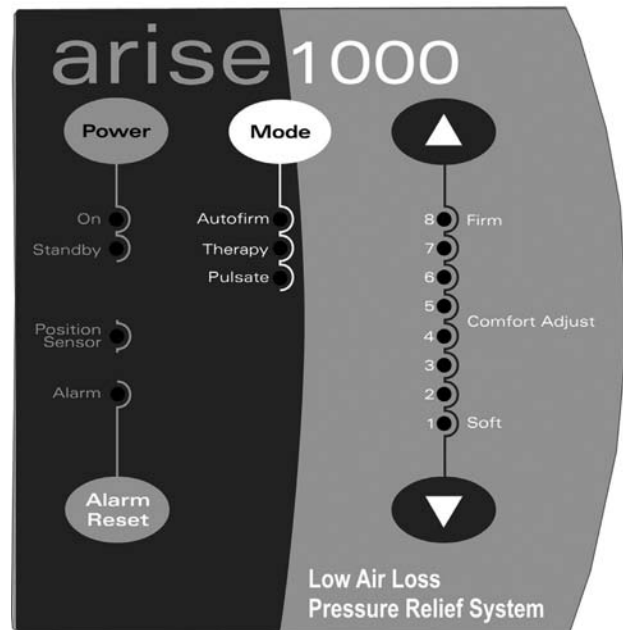 arise 1000
Power
On
Standby
Position
Sensor
Alarm
Alarm
Reset
Mode
Autofirm
Therapy
Pulsate
8 Firm
7
6
5
Comfort Adjust
4
3
2
1 Soft
Low Air Loss
Pressure Relief System